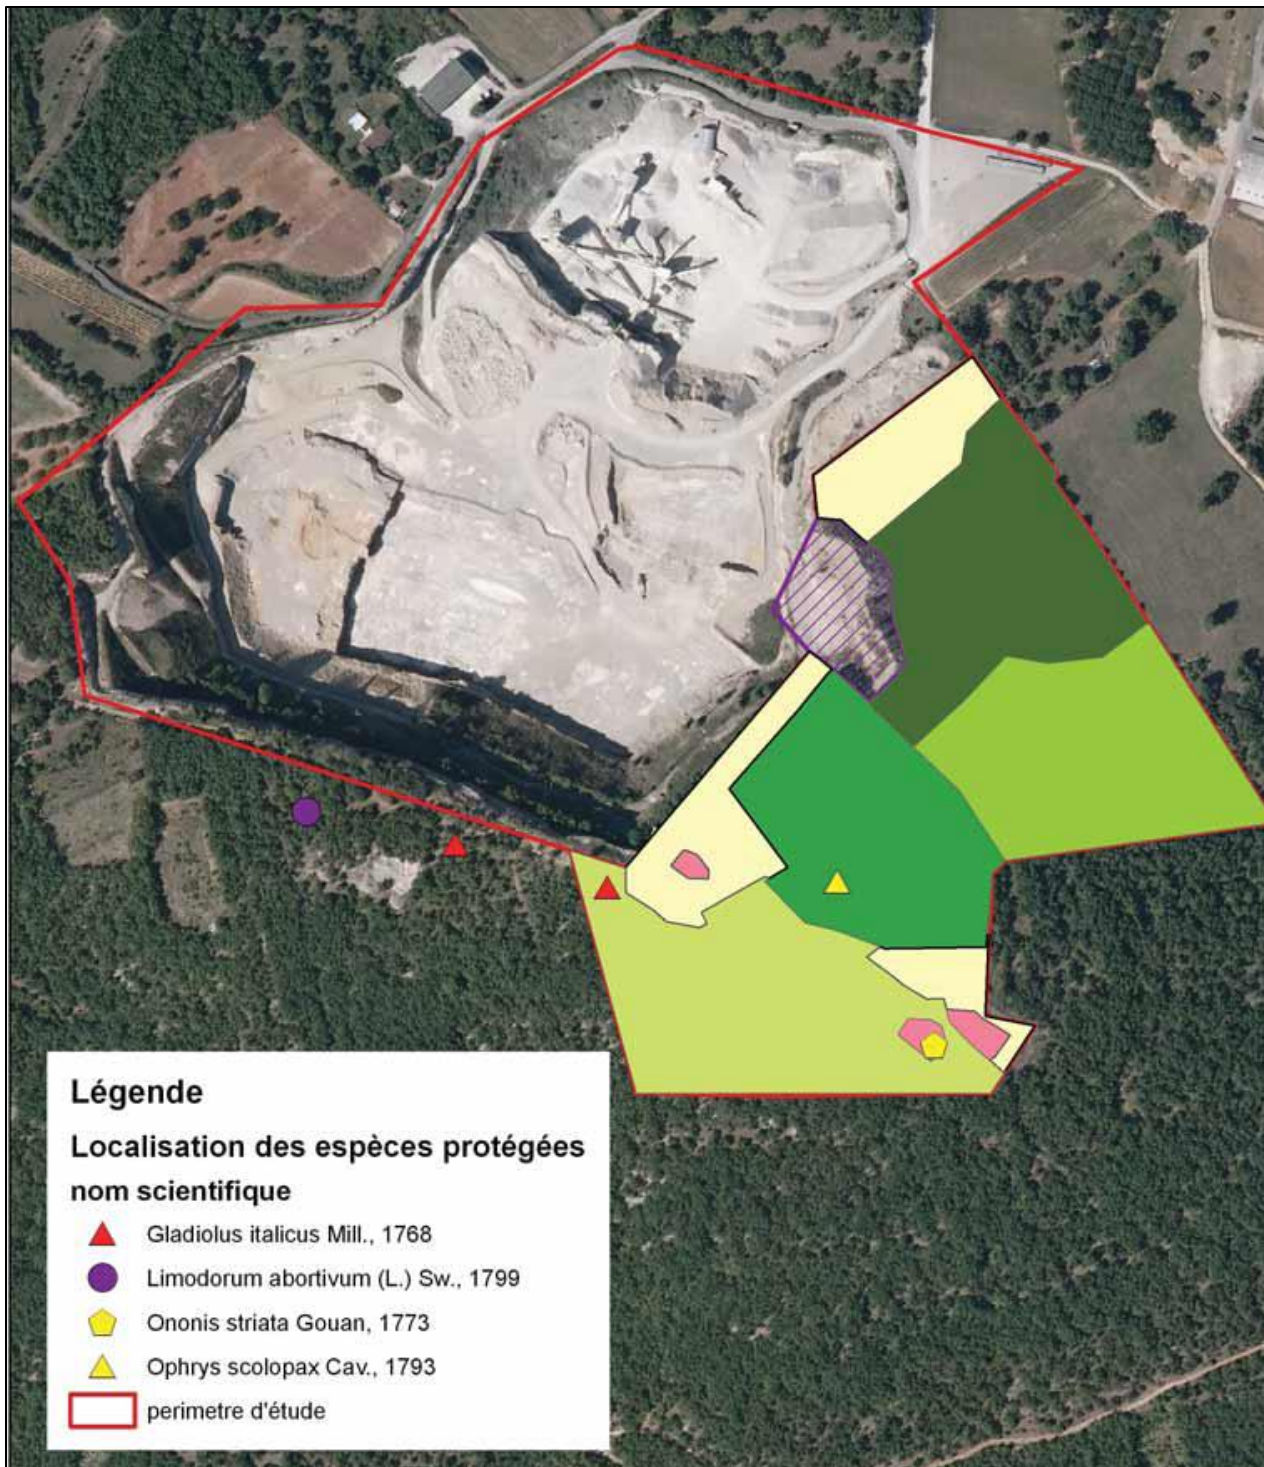 Légende
Localisation des espèces protégées
nom scientifique
Gladiolus italicus Mill., 1768
Limodorum abortivum (L.) Sw., 1799
Ononis striata Gouan, 1773
Ophrys scolopax Cav., 1793
perimetre d'étude